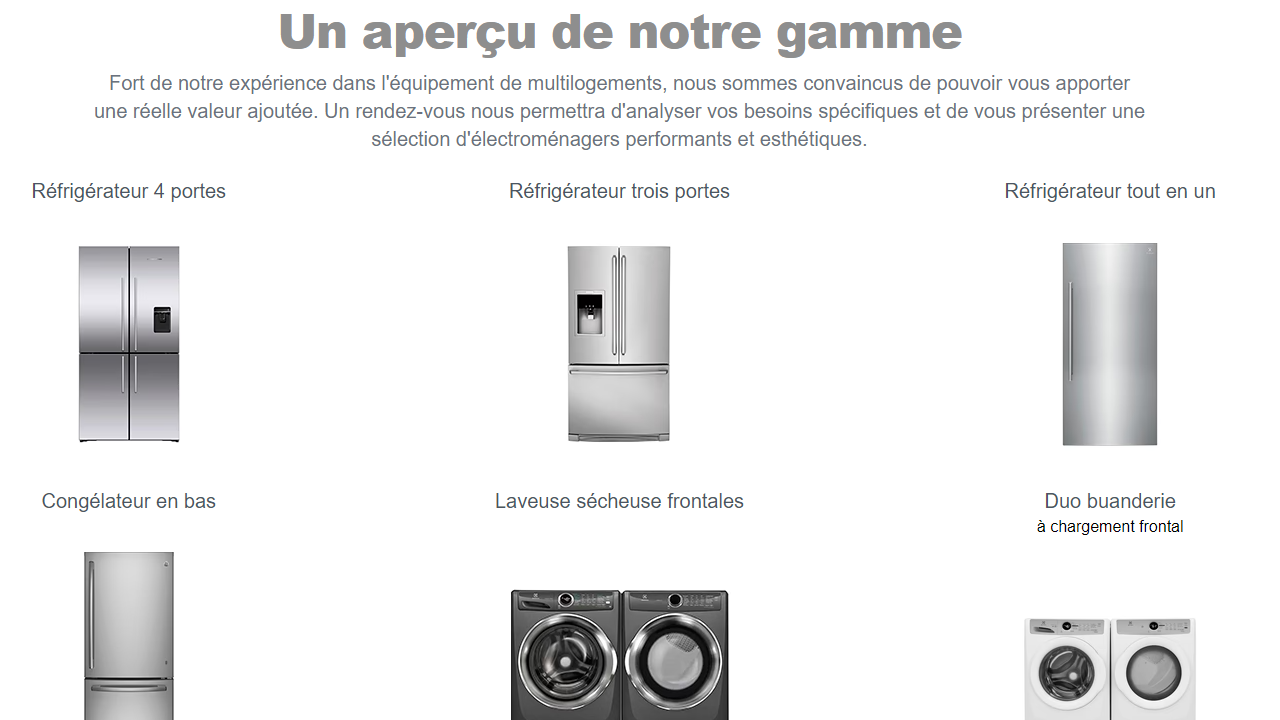 Un aperçu de notre gamme
Fort de notre expérience dans l'équipement de multilogements, nous sommes convaincus de pouvoir vous apporter
une réelle valeur ajoutée. Un rendez-vous nous permettra d'analyser vos besoins spécifiques et de vous présenter une
sélection d'électroménagers performants et esthétiques.
Réfrigérateur 4 portes
Réfrigérateur trois portes
Réfrigérateur tout en un
Congélateur en bas
Laveuse sécheuse frontales
Duo buanderie
à chargement frontal